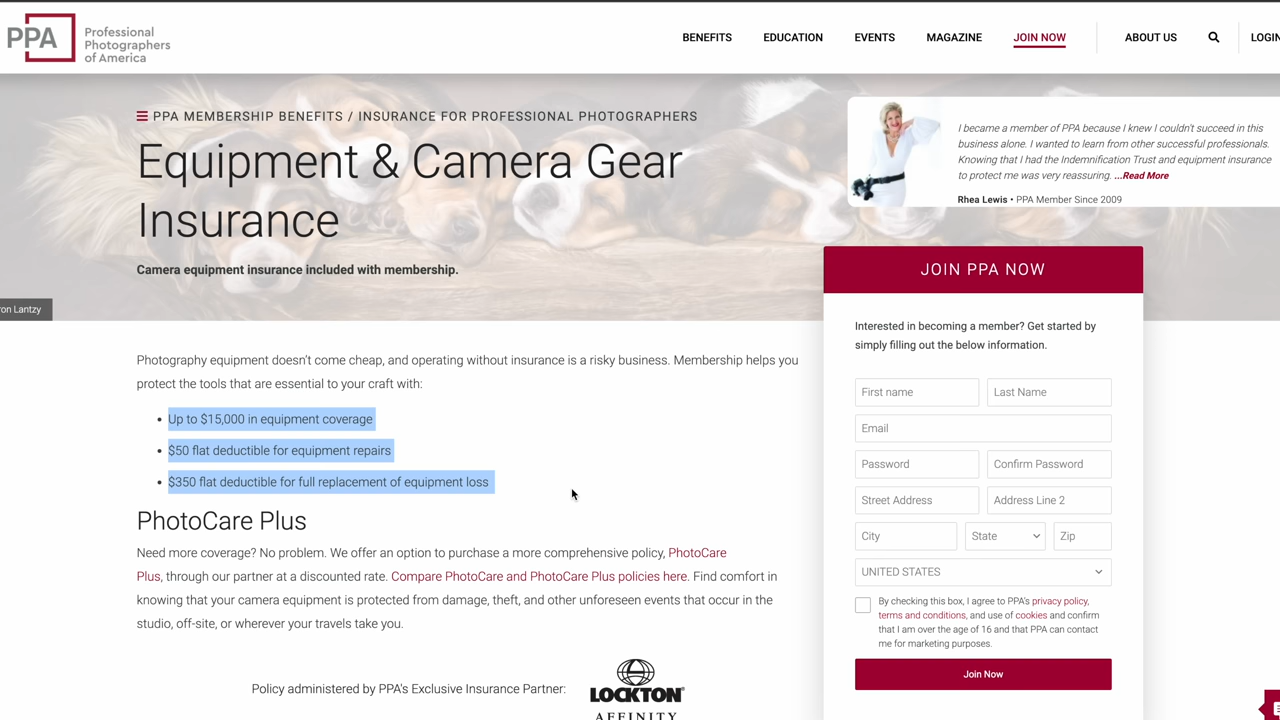 PPA
Professional
Photographers
of America
BENEFITS
EDUCATION
EVENTS
MAGAZINE
JOIN NOW
ABOUT US
LOGIN
PPA MEMBERSHIP BENEFITS / INSURANCE FOR PROFESSIONAL PHOTOGRAPHERS
Equipment & Camera Gear
Insurance
Camera equipment insurance included with membership.
I became a member of PPA because I knew I couldn't succeed in this
business alone. I wanted to learn from other successful professionals.
Knowing that I had the Indemnification Trust and equipment insurance
to protect me was very reassuring. ...Read More
Rhea Lewis • PPA Member Since 2009
on Lantzy
Photography equipment doesn't come cheap, and operating without insurance is a risky business. Membership helps you
protect the tools that are essential to your craft with:
• Up to $15,000 in equipment coverage
• $50 flat deductible for equipment repairs
• $350 flat deductible for full replacement of equipment loss
PhotoCare Plus
Need more coverage? No problem. We offer an option to purchase a more comprehensive policy, PhotoCare
Plus, through our partner at a discounted rate. Compare PhotoCare and PhotoCare Plus policies here. Find comfort in
knowing that your camera equipment is protected from damage, theft, and other unforeseen events that occur in the
studio, off-site, or wherever your travels take you.
Policy administered by PPA's Exclusive Insurance Partner:
LOCKTON®
AFFINITY
JOIN PPA NOW
Interested in becoming a member? Get started by
simply filling out the below information.
First name
Last Name
Email
Password
Confirm Password
Street Address
Address Line 2
City
State
Zip
UNITED STATES
By checking this box, I agree to PPA's privacy policy,
terms and conditions, and use of cookies and confirm
that I am over the age of 16 and that PPA can contact
me for marketing purposes.
Join Now